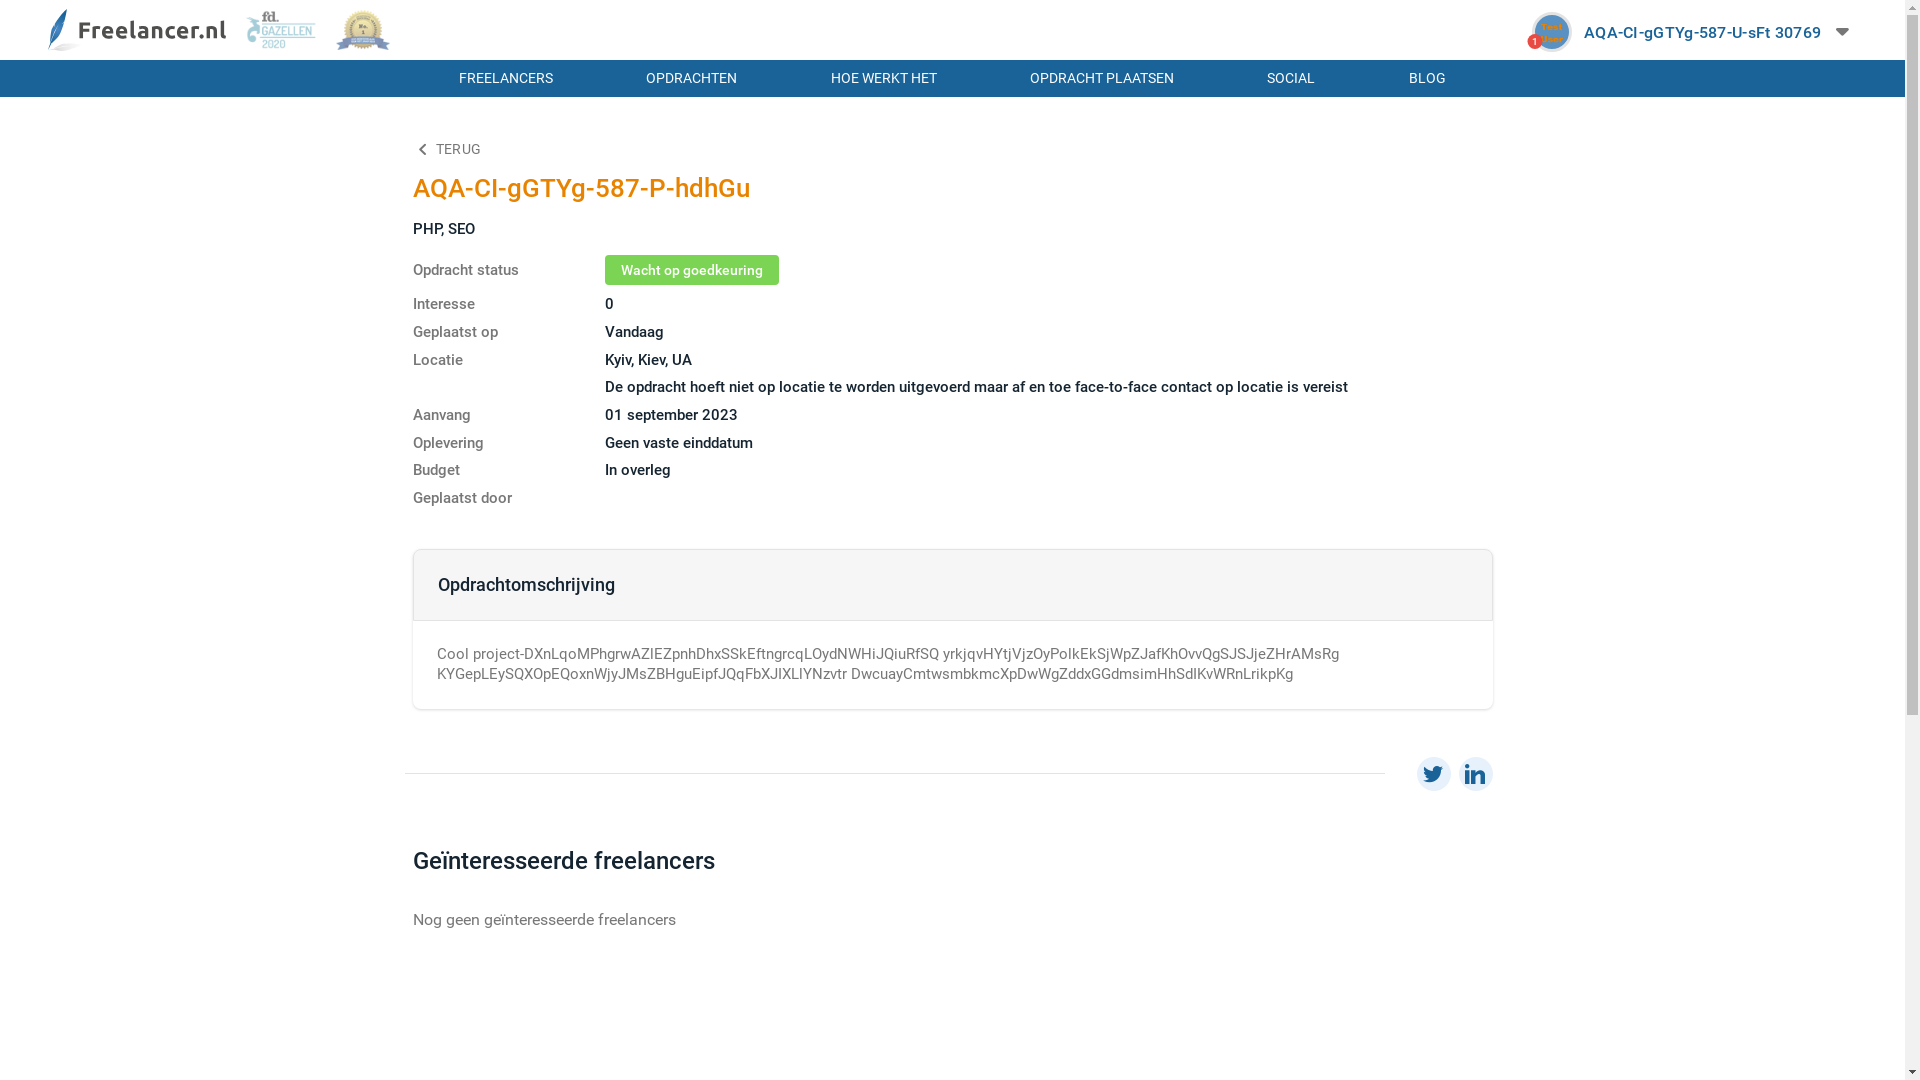 Freelancer.nl
fd.
GAZELLEN
2020
1
AQA-CI-gGTYg-587-U-sFt 30769
FREELANCERS
OPDRACHTEN
HOE WERKT HET
OPDRACHT PLAATSEN
SOCIAL
BLOG
TERUG
AQA-CI-gGTYg-587-P-hdhGu
PHP, SEO
Opdracht status
Wacht op goedkeuring
Interesse
0
Geplaatst op
Vandaag
Locatie
Kyiv, Kiev, UA
De opdracht hoeft niet op locatie te worden uitgevoerd maar af en toe face-to-face contact op locatie is vereist
Aanvang
01 september 2023
Oplevering
Geen vaste einddatum
Budget
In overleg
Geplaatst door
Opdrachtomschrijving
Cool project-DXnLqoMPhgrwAZlEZpnhDhxSSkEftngrcqLOydNWHiJQiuRfSQ yrkjqvHYtjVjzOyPolkEkSjWpZJafKhOvvQgSJSJjeZHrAMsRg
KYGepLEySQXOpEQoxnWjyJMsZBHguEipfJQqFbXJIXLIYNzvtr DwcuayCmtwsmbkmcXpDwWgZddxGGdmsimHhSdIKvWRnLrikpKg
Geïnteresseerde freelancers
Nog geen geïnteresseerde freelancers